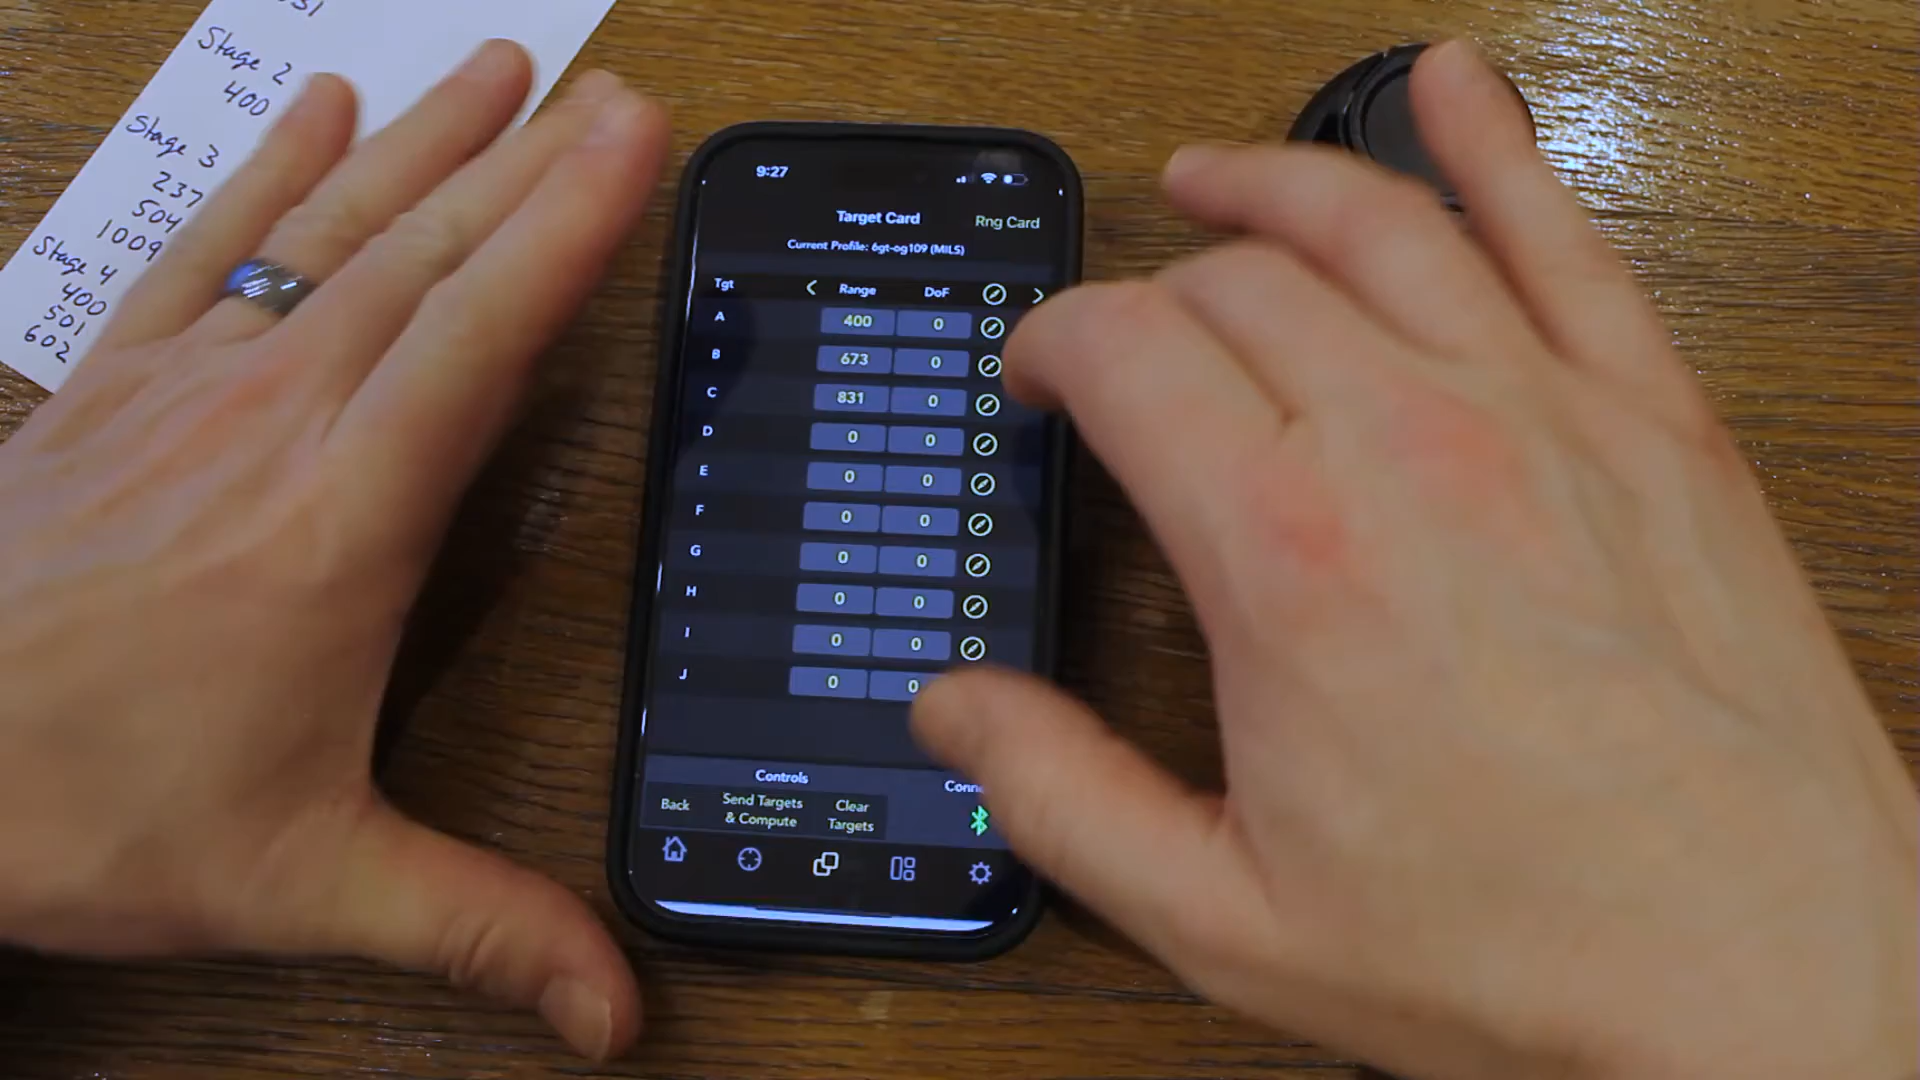 Stage 2
400
Stage 3
237
504
1009
Stage 4
400
501
602
9:27
Target Card
Rng Card
Current Profile: 6gt-og109 (MILS)
Tgt < Range DoF >
A 400 0
B 673 0
C 831 0
D 0 0
E 0 0
F 0 0
G 0 0
H 0 0
I 0 0
J 0 0
Controls
Back
Send Targets
& Compute
Clear
Targets